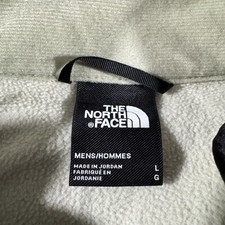 THE
NORTH
FACE
MENS/HOMMES
MADE IN JORDAN
FABRIQUÉ EN
JORDANIE
L
G